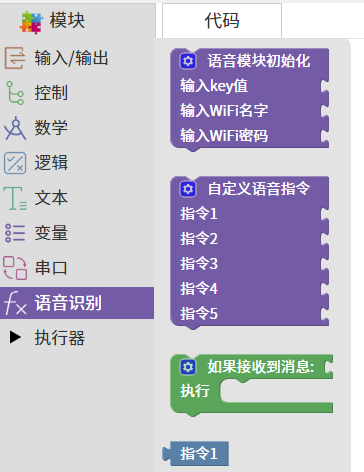 模块
输入/输出
控制
数学
逻辑
文本
变量
串口
语音识别
执行器
代码
语音模块初始化
输入key值
输入WiFi名字
输入WiFi密码
自定义语音指令
指令1
指令2
指令3
指令4
指令5
如果接收到消息:
执行
指令1